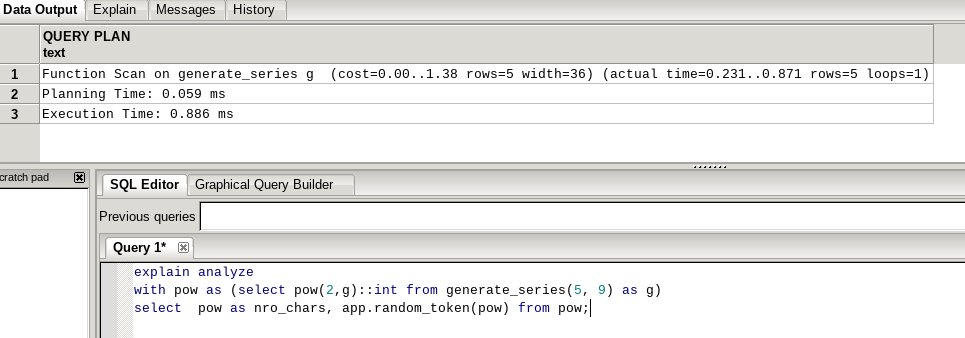 Data Output Explain Messages History
QUERY PLAN
text
1 Function Scan on generate_series g  (cost=0.00..1.38 rows=5 width=36) (actual time=0.231..0.871 rows=5 loops=1)
2 Planning Time: 0.059 ms
3 Execution Time: 0.886 ms
cratch pad
SQL Editor Graphical Query Builder
Previous queries
Query 1*
explain analyze
with pow as (select pow(2,g)::int from generate_series(5, 9) as g)
select  pow as nro_chars, app.random_token(pow) from pow;